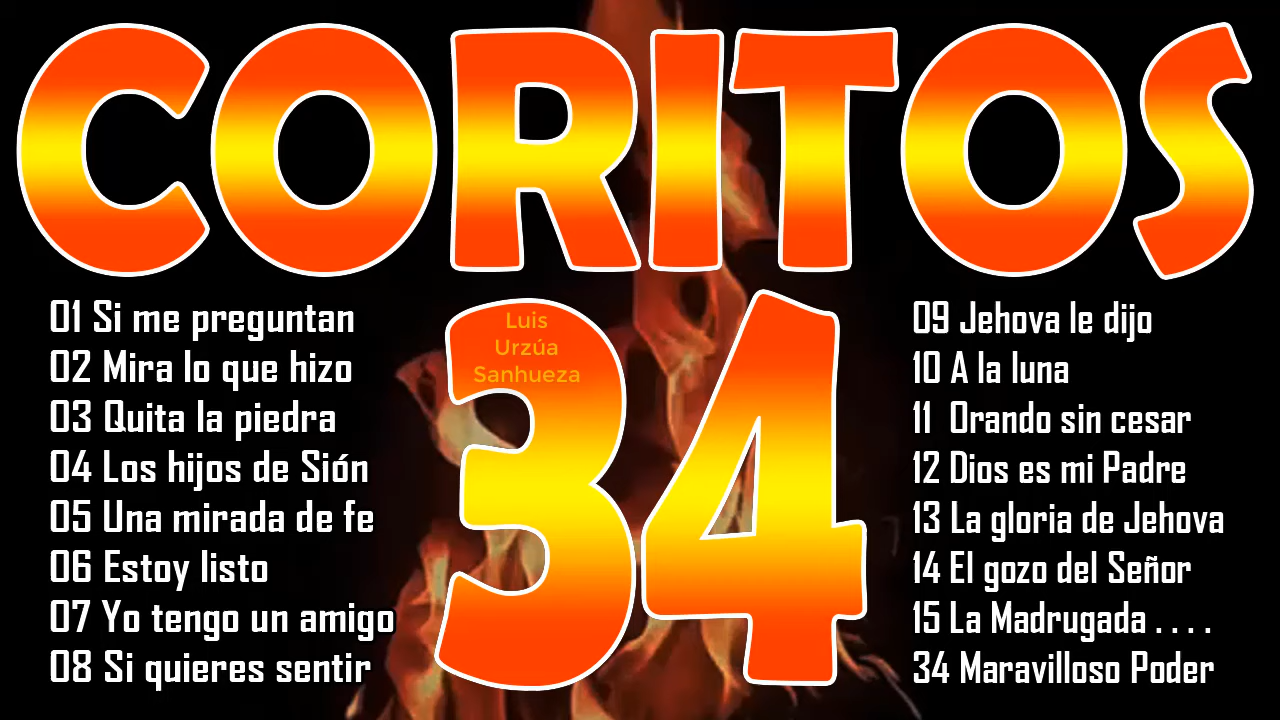 CORITOS
01 Si me preguntan
02 Mira lo que hizo
03 Quita la piedra
04 Los hijos de Sión
05 Una mirada de fe
06 Estoy listo
07 Yo tengo un amigo
08 Si quieres sentir
34
Luis
Urzúa
Sanhueza
09 Jehova le dijo
10 A la luna
11 Orando sin cesar
12 Dios es mi Padre
13 La gloria de Jehova
14 El gozo del Señor
15 La Madrugada . . . .
34 Maravilloso Poder